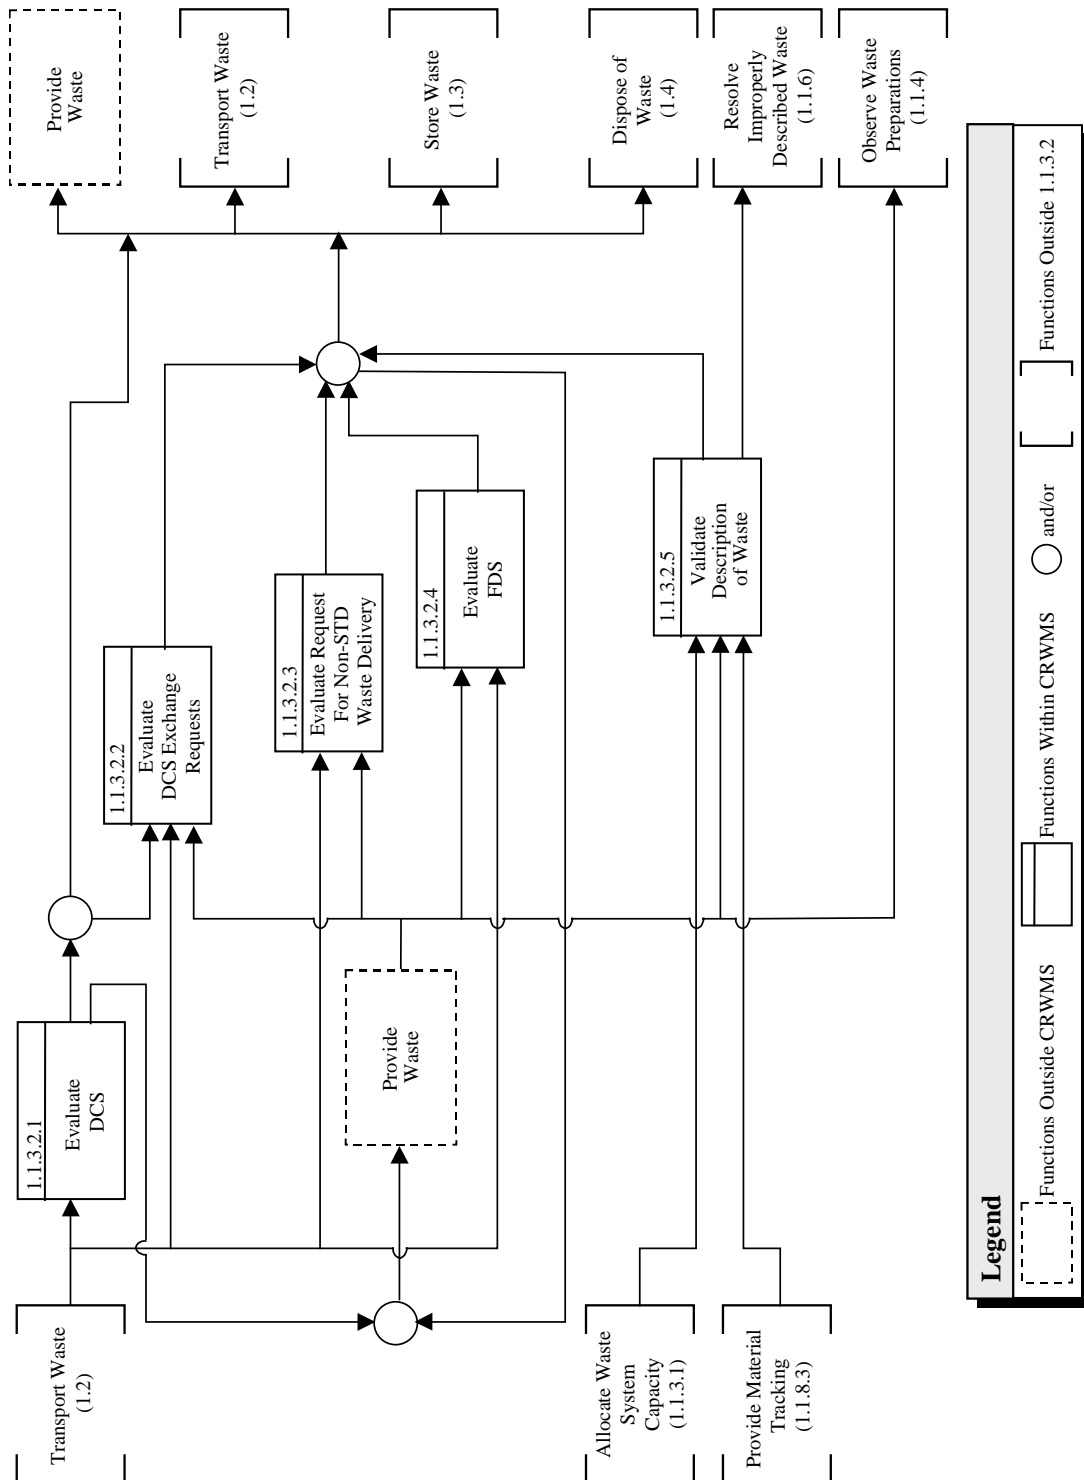 Transport Waste
(1.2)
Allocate Waste
System
Capacity
(1.1.3.1)
Provide Material
Tracking
(1.1.8.3)
1.1.3.2.1
Evaluate
DCS
Provide
Waste
1.1.3.2.2
Evaluate
DCS Exchange
Requests
1.1.3.2.3
Evaluate Request
For Non-STD
Waste Delivery
1.1.3.2.4
Evaluate
FDS
1.1.3.2.5
Validate
Description
of Waste
Provide
Waste
Transport Waste
(1.2)
Store Waste
(1.3)
Dispose of
Waste
(1.4)
Resolve
Improperly
Described Waste
(1.1.6)
Observe Waste
Preparations
(1.1.4)
Legend
Functions Outside CRWMS
Functions Within CRWMS
and/or
Functions Outside 1.1.3.2